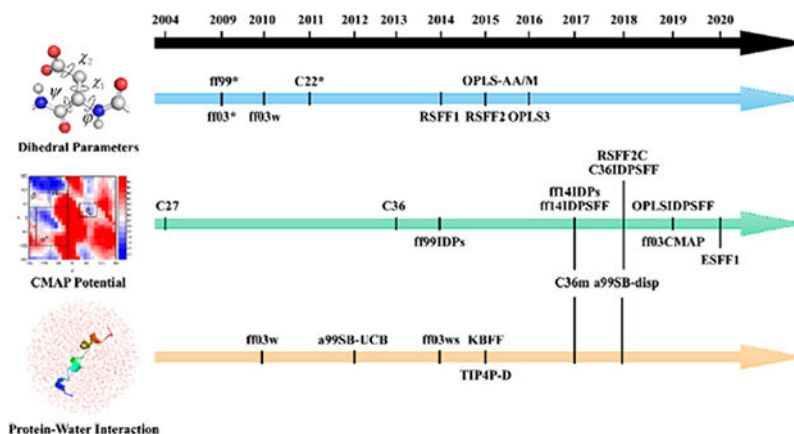 2004 2009 2010 2011 2012 2013 2014 2015 2016 2017 2018 2019 2020
χ2
χ1
ψ
φ
Dihedral Parameters
ff99* C22* OPLS-AA/M
ff03* ff03w RSFF1 RSFF2 OPLS3
RSFF2C
C36IDPSFF
ff14IDPs
C27 C36 ff14IDPSFF OPLSIDPSFF
ff99IDPs ff03CMAP
ESFF1
CMAP Potential
C36m a99SB-disp
ff03w a99SB-UCB ff03ws KBFF
TIP4P-D
Protein-Water Interaction